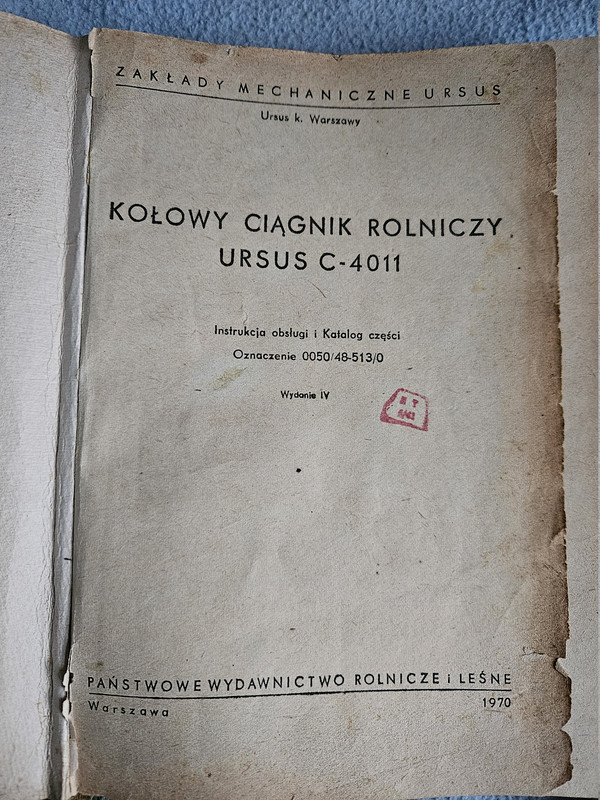 ZAKŁADY MECHANICZNE URSUS
Ursus k. Warszawy
KOŁOWY CIĄGNIK ROLNICZY
URSUS C-4011
Instrukcja obsługi i Katalog części
Oznaczenie 0050/48-513/0
Wydanie IV
K T
PAŃSTWOWE WYDAWNICTWO ROLNICZE i LEŚNE
Warszawa 1970